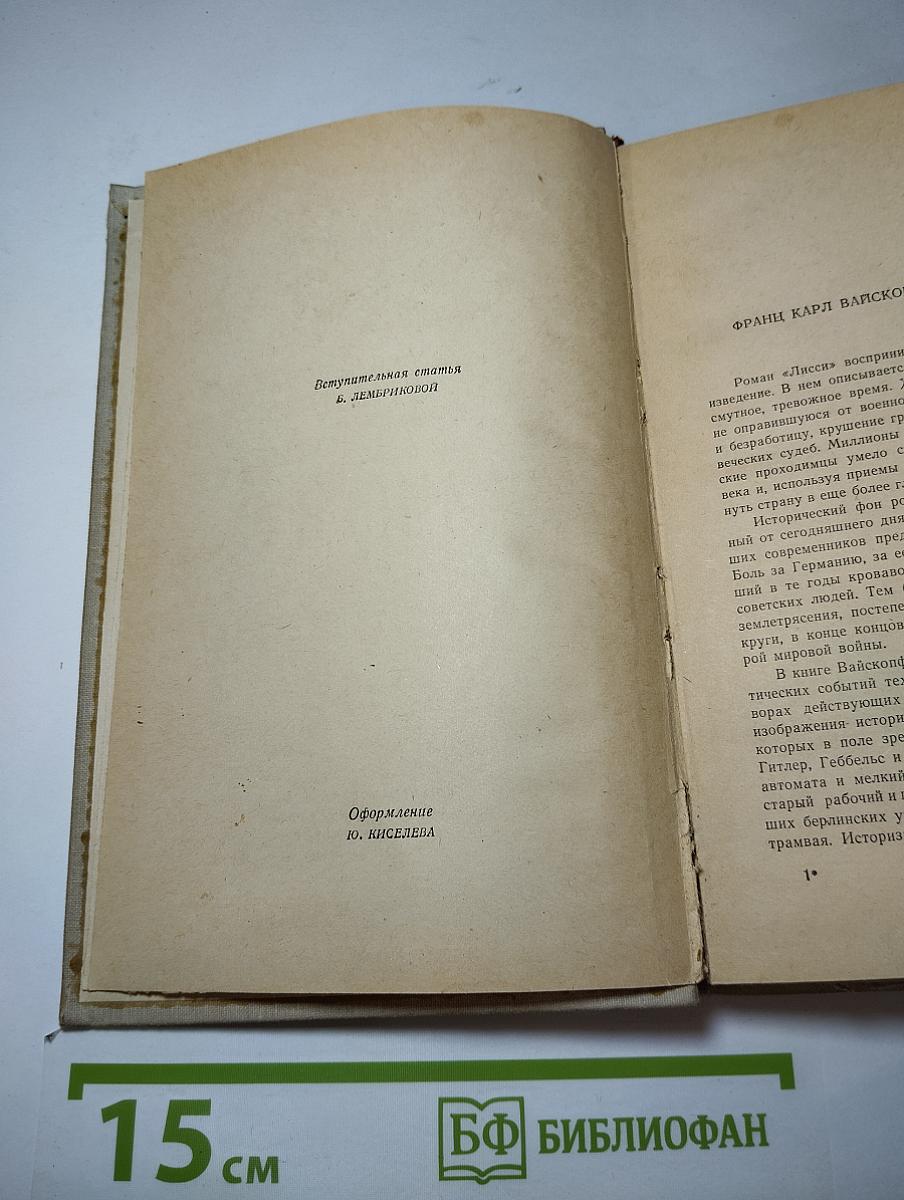 Вступительная статья
Б. ЛЕМБРИКОВОЙ
Оформление
Ю. КИСЕЛЕВА
ФРАНЦ КАРЛ ВАЙСКО
Роман «Лисси» восприни
изведение. В нем описывается
смутное, тревожное время.
не оправившуюся от военно
и безработицу, крушение гр
веческих судеб. Миллионы
ские проходимцы умело с
века и, используя приемы
нуть страну в еще более гл
Исторический фон ро
ный от сегодняшнего дня
ших современников пред
Боль за Германию, за ее
ший в те годы кроваво
советских людей. Тем
землетрясения, постепе
круги, в конце концов
рой мировой войны.
В книге Вайскопф
тических событий тех
ворах действующих
изображения истори
которых в поле зре
Гитлер, Геббельс и
автомата и мелкий
старый рабочий и
ших берлинских у
трамвая. Историз
1*
15 см
БФ БИБЛИОФАН